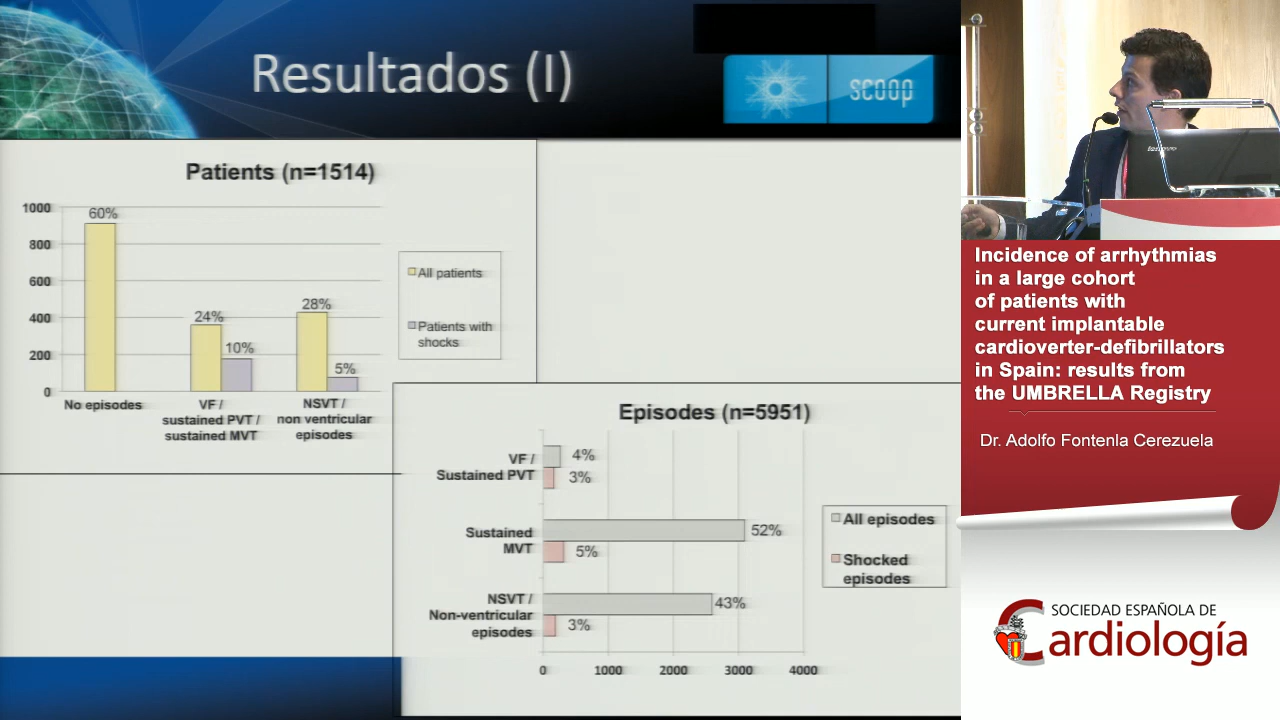 Resultados (I)
scoop
Patients (n=1514)
1000
800
600
400
200
0
60%
24%
10%
28%
5%
No episodes
VF /
sustained PVT /
sustained MVT
NSVT /
non ventricular
episodes
All patients
Patients with
shocks
Episodes (n=5951)
VF /
Sustained PVT
4%
3%
Sustained
MVT
52%
5%
NSVT /
Non-ventricular
episodes
43%
3%
0
1000
2000
3000
4000
All episodes
Shocked
episodes
lenovo
Incidence of arrhythmias
in a large cohort
of patients with
current implantable
cardioverter-defibrillators
in Spain: results from
the UMBRELLA Registry
Dr. Adolfo Fontenla Cerezuela
SOCIEDAD ESPAÑOLA DE
Cardiología